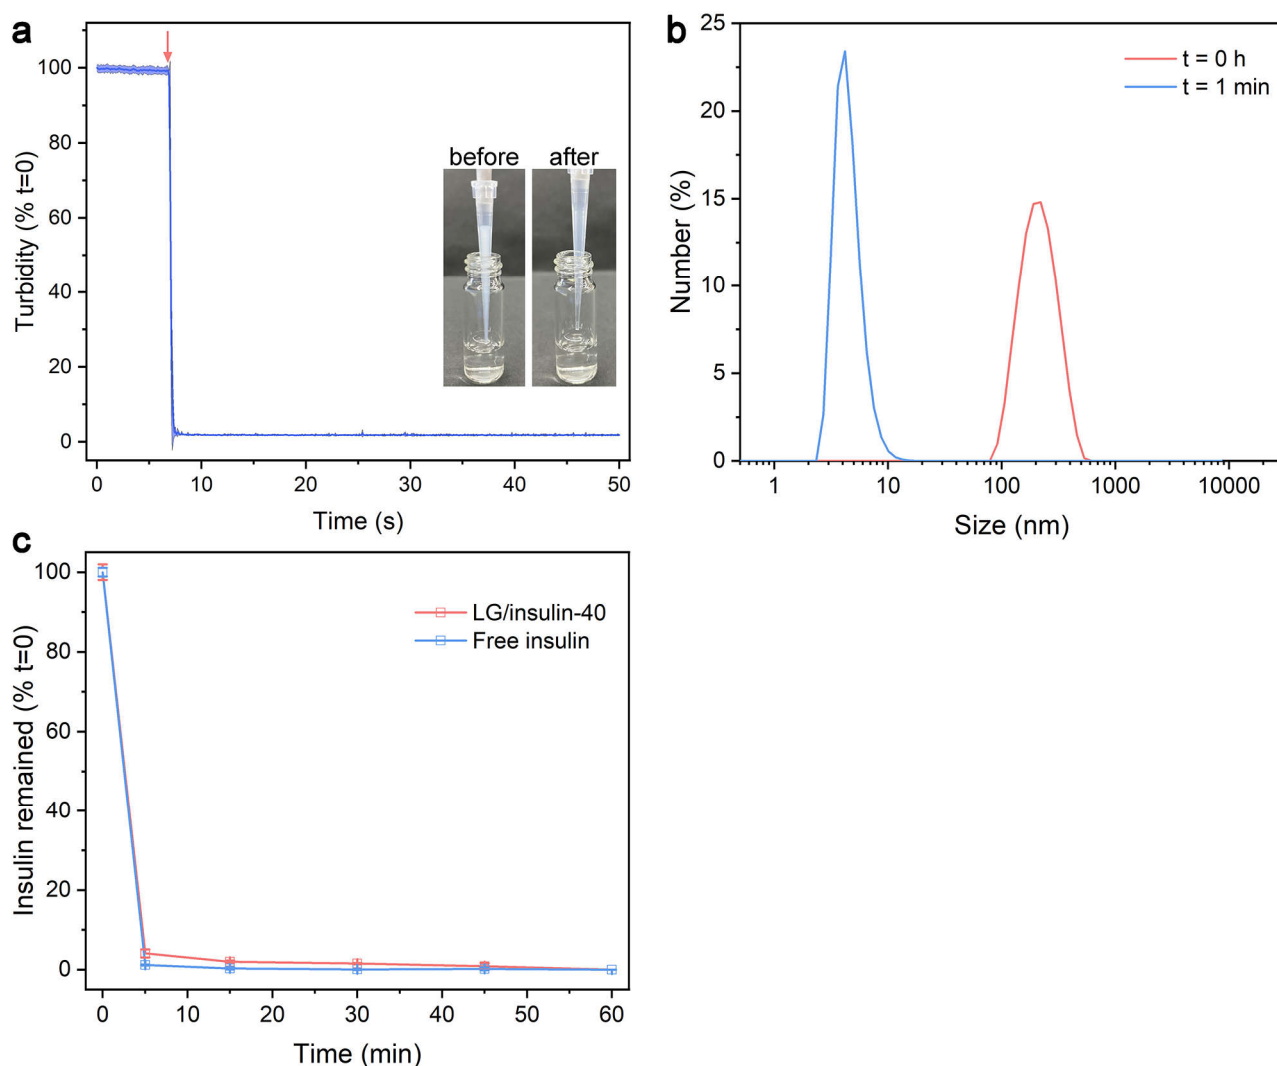 a
Turbidity (% t=0)
100
80
60
40
20
0
before
after
0
10
20
30
40
50
Time (s)
b
Number (%)
25
20
15
10
5
0
t = 0 h
t = 1 min
1
10
100
1000
10000
Size (nm)
c
Insulin remained (% t=0)
100
80
60
40
20
0
LG/insulin-40
Free insulin
0
10
20
30
40
50
60
Time (min)